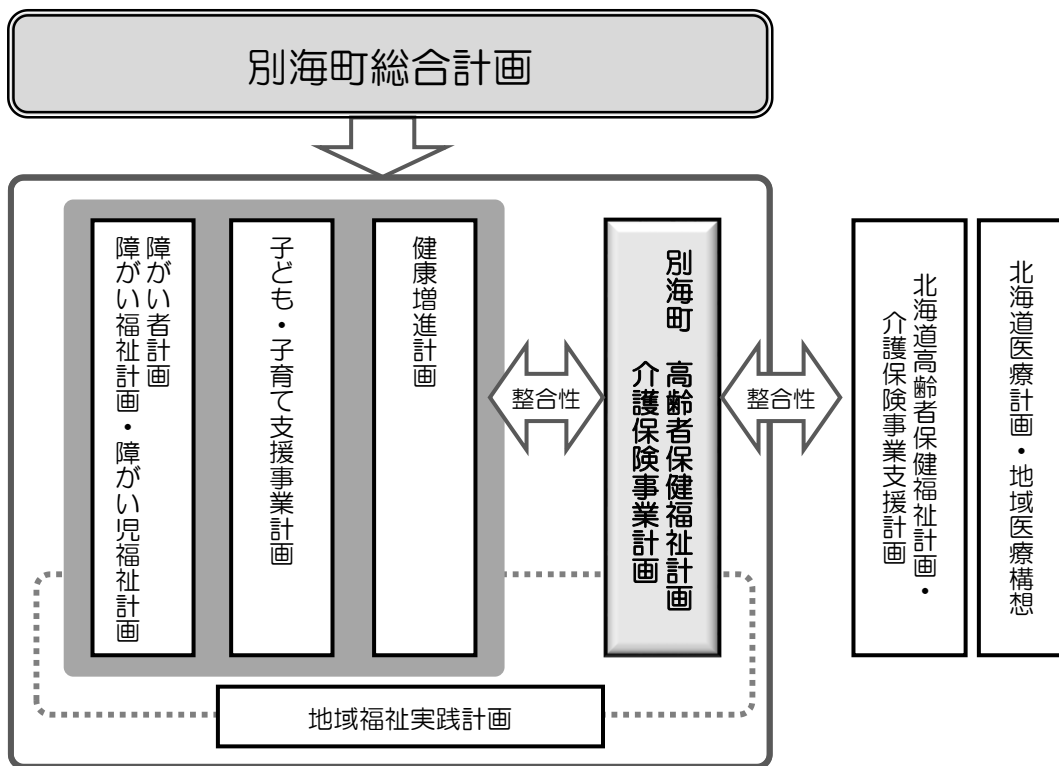 別海町総合計画
障がい者計画
障がい福祉計画・障がい児福祉計画
子ども・子育て支援事業計画
健康増進計画
整合性
別海町 高齢者保健福祉計画
介護保険事業計画
整合性
北海道高齢者保健福祉計画・
介護保険事業支援計画
北海道医療計画・地域医療構想
地域福祉実践計画